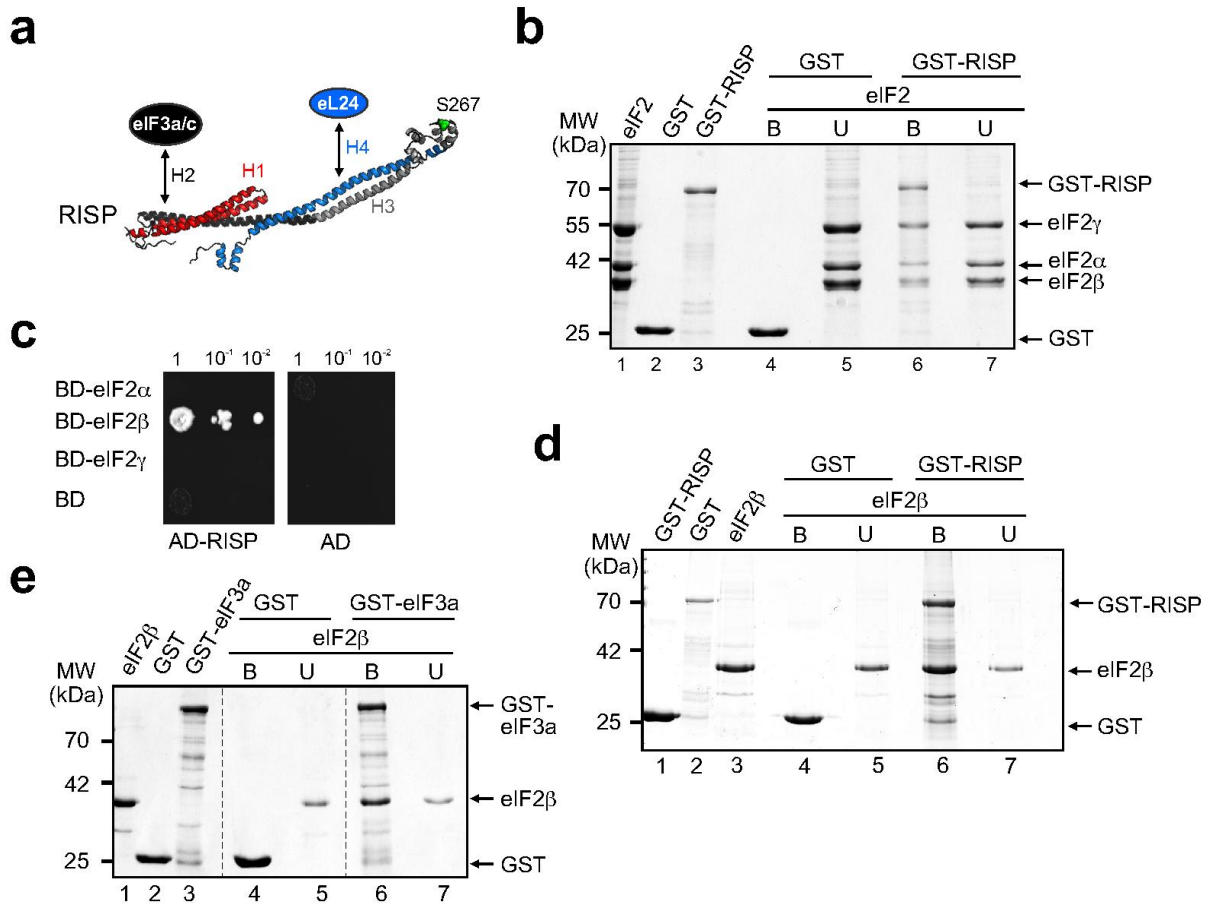 a
eIF3a/c
eL24
S267
H2
H1
H4
H3
RISP
b
GST GST-RISP
eIF2
eIF2 GST GST-RISP
B U B U
MW
(kDa)
70
55
42
25
GST-RISP
eIF2γ
eIF2α
eIF2β
GST
1 2 3 4 5 6 7
c
1 10⁻¹ 10⁻² 1 10⁻¹ 10⁻²
BD-eIF2α
BD-eIF2β
BD-eIF2γ
BD
AD-RISP AD
d
GST GST-RISP
eIF2β
GST-RISP GST eIF2β
B U B U
MW
(kDa)
70
42
25
GST-RISP
eIF2β
GST
1 2 3 4 5 6 7
e
GST GST-eIF3a
eIF2β
eIF2β GST GST-eIF3a
B U B U
MW
(kDa)
70
42
25
GST-
eIF3a
eIF2β
GST
1 2 3 4 5 6 7